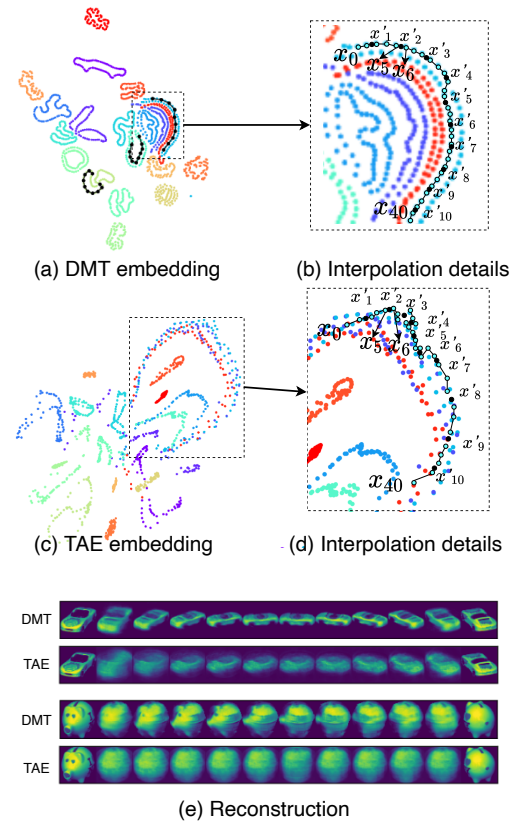 x0 x'1 x'2 x'3
x5 x6 x'4
x'5
x'6
x'7
x'8
x'9
x40 x'10
(a) DMT embedding (b) Interpolation details
x'1 x'2 x'3
x0 x'4
x5 x6 x'5 x'6
x'7
x'8
x'9
x40 x'10
(c) TAE embedding (d) Interpolation details
DMT
TAE
DMT
TAE
(e) Reconstruction